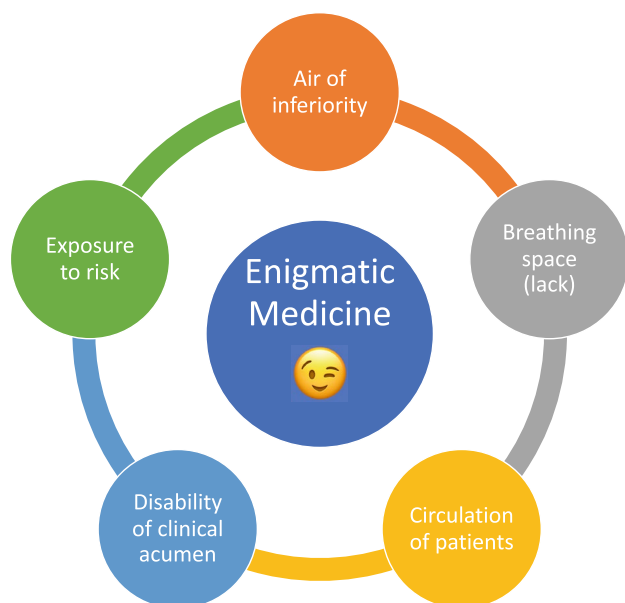 Air of
inferiority
Breathing
space
(lack)
Circulation
of patients
Disability
of clinical
acumen
Exposure
to risk
Enigmatic
Medicine